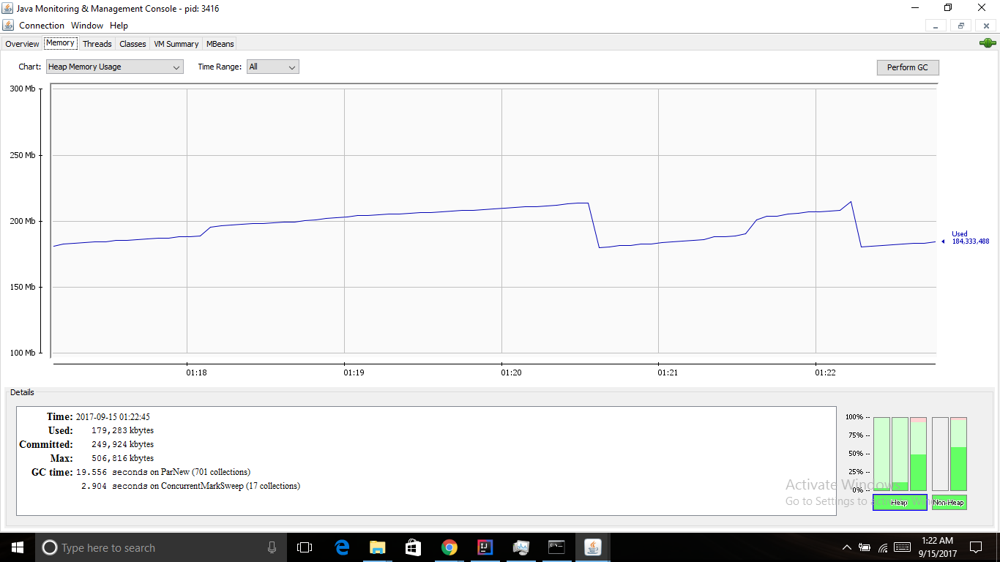 Java Monitoring & Management Console - pid: 3416
Connection Window Help
Overview Memory Threads Classes VM Summary MBeans
Chart: Heap Memory Usage Time Range: All Perform GC
300 Mb
250 Mb
200 Mb
150 Mb
100 Mb
Used
184,333,488
01:18 01:19 01:20 01:21 01:22
Details
Time: 2017-09-15 01:22:45
Used: 179,283 kbytes
Committed: 249,924 kbytes
Max: 506,816 kbytes
GC time: 19.556 seconds on ParNew (701 collections)
2.904 seconds on ConcurrentMarkSweep (17 collections)
100% --
75% --
50% --
25% --
0% --
Heap Non-Heap
Activate Windows
Go to Settings to activate Windows.
Type here to search
1:22 AM
9/15/2017